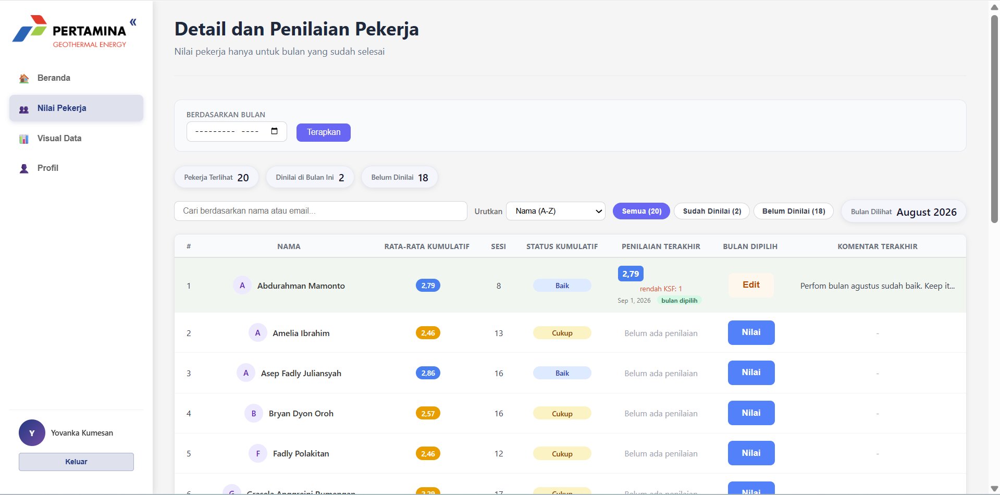 PERTAMINA
GEOTHERMAL ENERGY
«
Beranda
Nilai Pekerja
Visual Data
Profil
Y Yovanka Kumesan
Keluar
Detail dan Penilaian Pekerja
Nilai pekerja hanya untuk bulan yang sudah selesai
BERDASARKAN BULAN
--------- ---- Terapkan
Pekerja Terlihat 20 Dinilai di Bulan Ini 2 Belum Dinilai 18
Cari berdasarkan nama atau email... Urutkan Nama (A-Z) Semua (20) Sudah Dinilai (2) Belum Dinilai (18) Bulan Dilihat August 2026
# NAMA RATA-RATA KUMULATIF SESI STATUS KUMULATIF PENILAIAN TERAKHIR BULAN DIPILIH KOMENTAR TERAKHIR
2,79
1 A Abdurahman Mamonto 2,79 8 Baik Edit Perfom bulan agustus sudah baik. Keep it...
rendah KSF: 1
Sep 1, 2026 bulan dipilih
2 A Amelia Ibrahim 2,46 13 Cukup Belum ada penilaian Nilai -
3 A Asep Fadly Juliansyah 2,86 16 Baik Belum ada penilaian Nilai -
4 B Bryan Dyon Oroh 2,57 16 Cukup Belum ada penilaian Nilai -
5 F Fadly Polakitan 2,46 12 Cukup Belum ada penilaian Nilai -
6 G Grasela Anggreini Rumengan 2,29 17 Cukup Belum ada penilaian Nilai